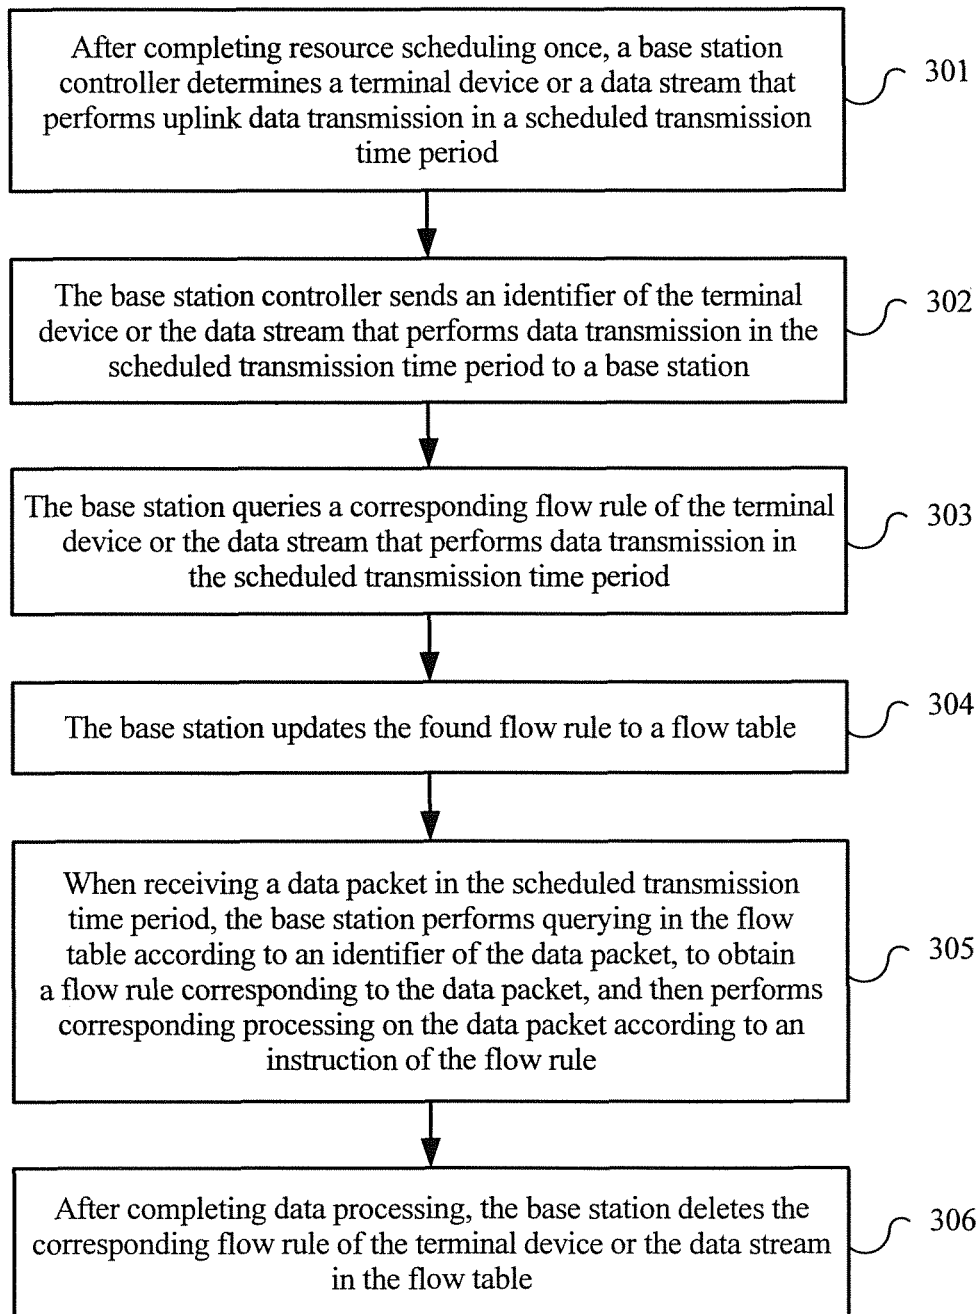 After completing resource scheduling once, a base station
controller determines a terminal device or a data stream that
performs uplink data transmission in a scheduled transmission
time period
301
The base station controller sends an identifier of the terminal
device or the data stream that performs data transmission in the
scheduled transmission time period to a base station
302
The base station queries a corresponding flow rule of the terminal
device or the data stream that performs data transmission in
the scheduled transmission time period
303
The base station updates the found flow rule to a flow table
304
When receiving a data packet in the scheduled transmission
time period, the base station performs querying in the flow
table according to an identifier of the data packet, to obtain
a flow rule corresponding to the data packet, and then performs
corresponding processing on the data packet according to an
instruction of the flow rule
305
After completing data processing, the base station deletes the
corresponding flow rule of the terminal device or the data stream
in the flow table
306